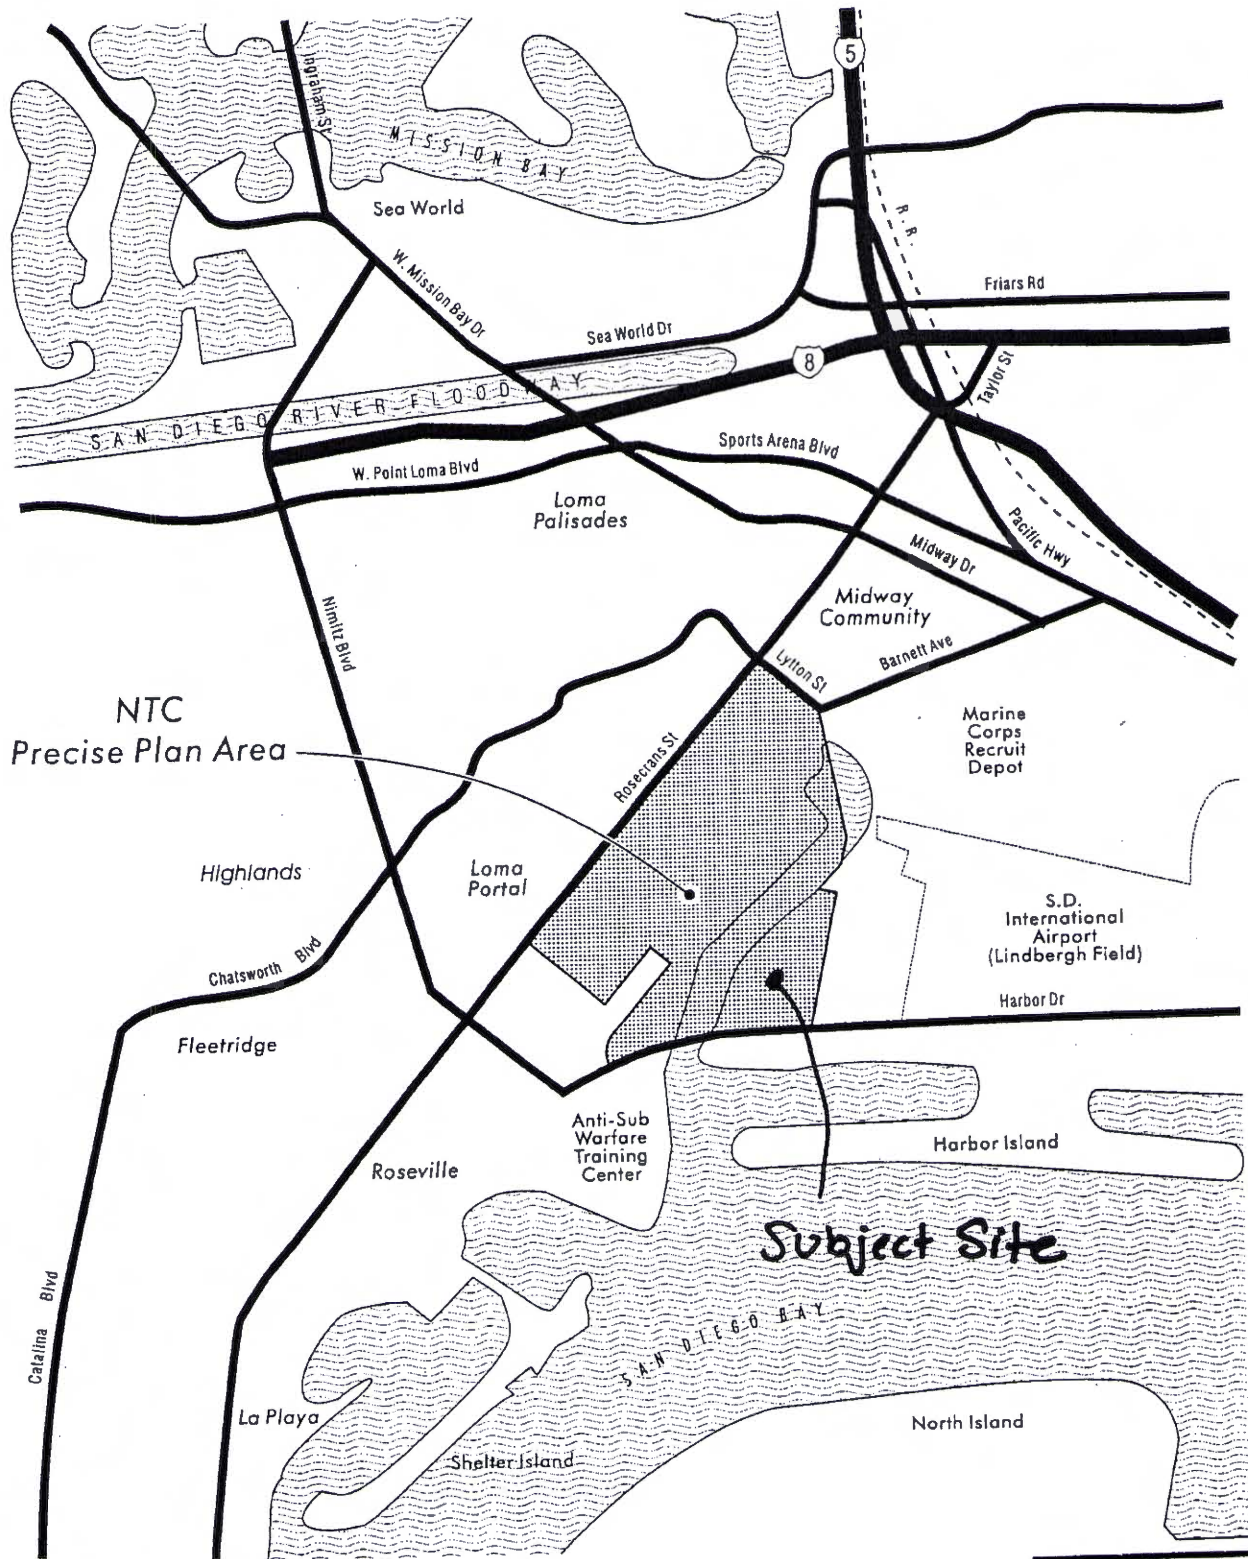 5
Ingraham St
MISSION BAY
Sea World
R. R.
W. Mission Bay Dr
Friars Rd
Sea World Dr
8
Taylor St
SAN DIEGO RIVER FLOODWAY
Sports Arena Blvd
W. Point Loma Blvd
Loma
Palisades
Pacific Hwy
Midway Dr
Nimitz Blvd
Midway
Community
Barnett Ave
Lytton St
NTC
Precise Plan Area
Marine
Corps
Recruit
Depot
Rosecrans St
Highlands
Loma
Portal
S.D.
International
Airport
(Lindbergh Field)
Chatsworth Blvd
Harbor Dr
Fleetridge
Anti-Sub
Warfare
Training
Center
Harbor Island
Roseville
Subject Site
Catalina Blvd
SAN DIEGO BAY
La Playa
North Island
Shelter Island